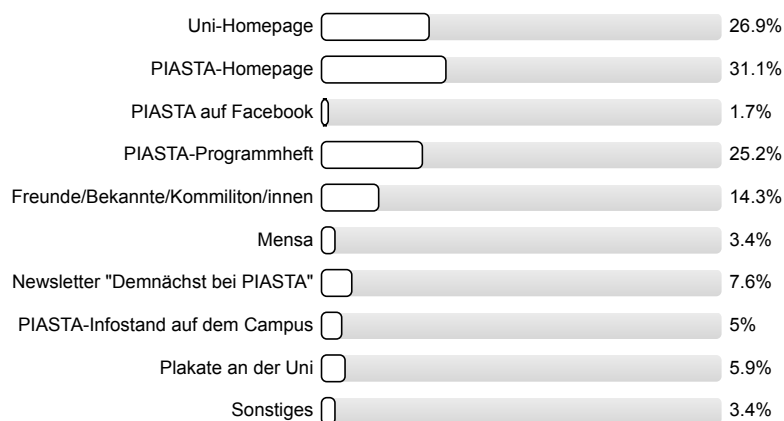 Uni-Homepage 26.9%
PIASTA-Homepage 31.1%
PIASTA auf Facebook 1.7%
PIASTA-Programmheft 25.2%
Freunde/Bekannte/Kommiliton/innen 14.3%
Mensa 3.4%
Newsletter "Demnächst bei PIASTA" 7.6%
PIASTA-Infostand auf dem Campus 5%
Plakate an der Uni 5.9%
Sonstiges 3.4%